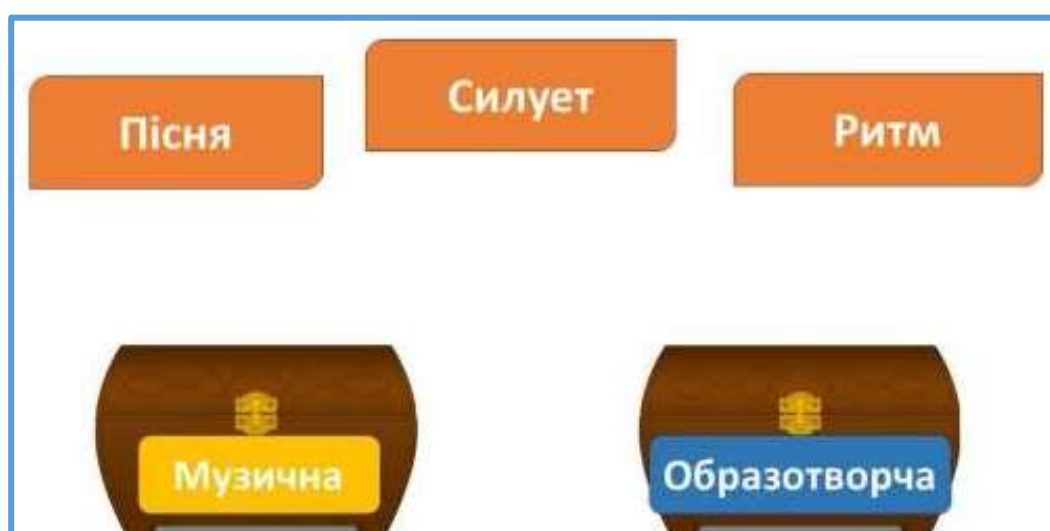 Пісня
Силует
Ритм
Музична
Образотворча